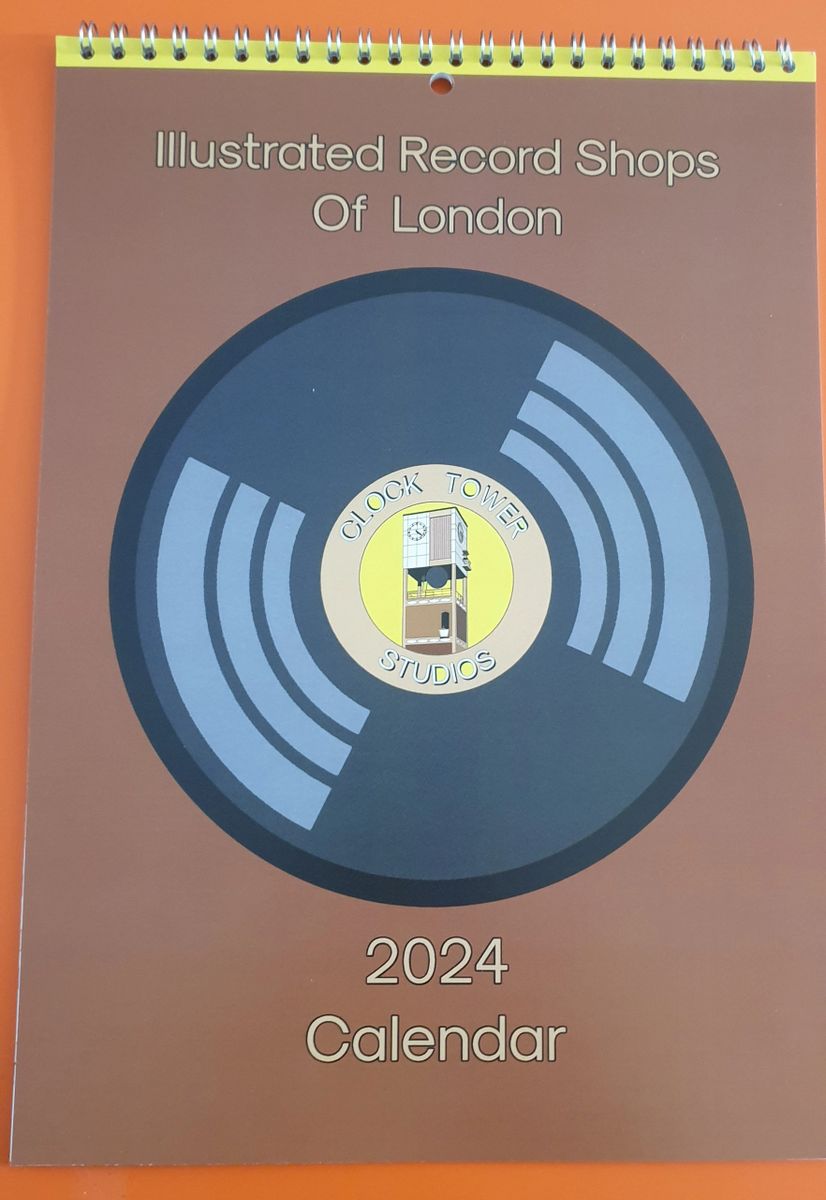 Illustrated Record Shops
Of London
CLOCK TOWER
STUDIOS
2024
Calendar